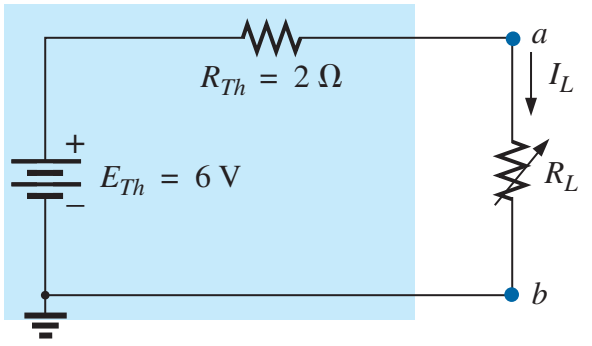 a
R_Th = 2 Ω
I_L
+
E_Th = 6 V
R_L
−
b